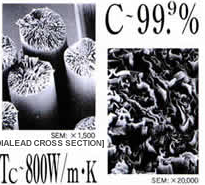 C~99.9%
SEM: × 1,500
DIALEAD CROSS SECTION]
Tc~800W/m·K
SEM: ×20,000